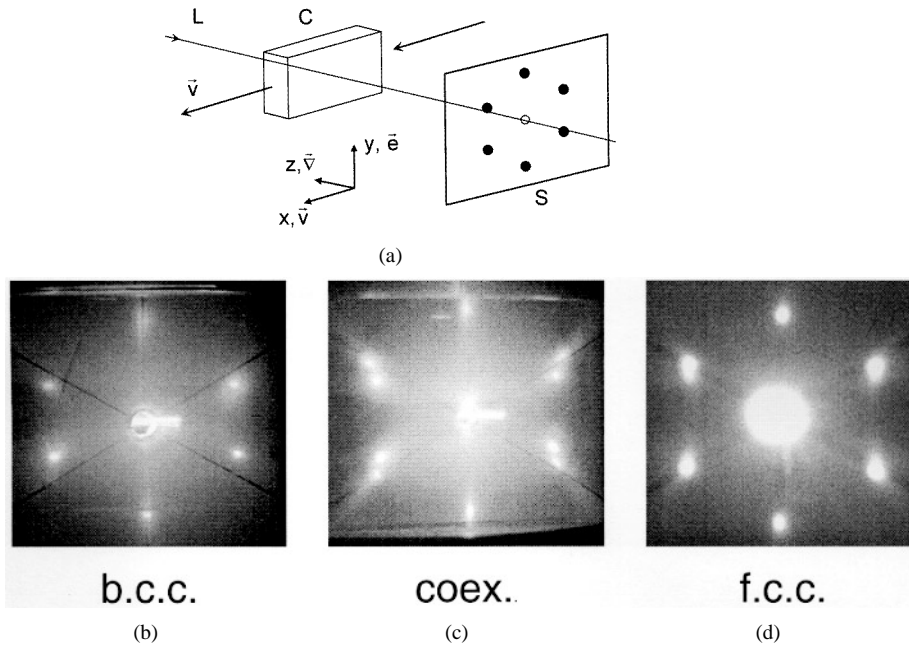 L
C
v⃗
y, e⃗
z, ∇⃗
x, v⃗
S
(a)
b.c.c.
coex..
f.c.c.
(b)
(c)
(d)